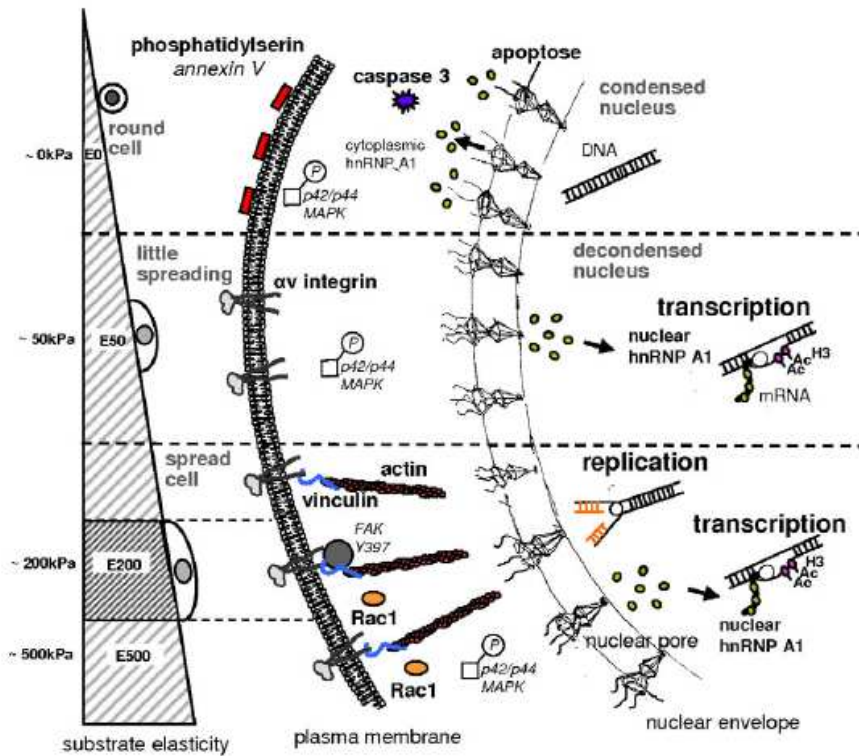 phosphatidylserin
annexin V
caspase 3
apoptose
condensed
nucleus
round
cell
~ 0kPa
E0
cytoplasmic
hnRNP A1
DNA
P
p42/p44
MAPK
little
spreading
αv integrin
decondensed
nucleus
transcription
nuclear
hnRNP A1
Ac
Ac
H3
mRNA
~ 50kPa
E50
P
p42/p44
MAPK
spread
cell
actin
vinculin
replication
transcription
FAK
Y397
~ 200kPa
E200
Ac
Ac
H3
Rac1
nuclear
hnRNP A1
nuclear pore
~ 500kPa
E500
Rac1
P
p42/p44
MAPK
substrate elasticity
plasma membrane
nuclear envelope